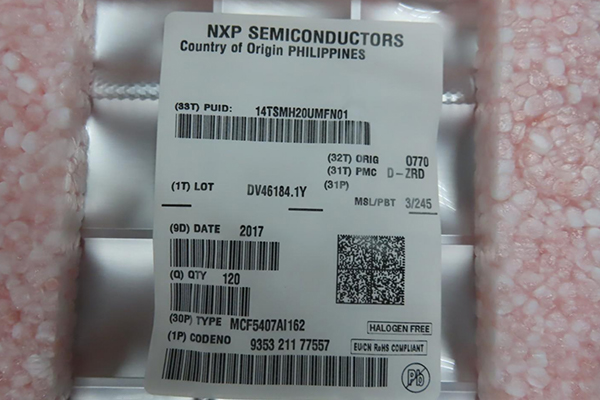 NXP SEMICONDUCTORS
Country of Origin PHILIPPINES
(33T) PUID: 14TSMH20UMFN01
(32T) ORIG 0770
(31T) PMC D-ZRD
(1T) LOT DV46184.1Y (31P)
MSL/PBT 3/245
(9D) DATE 2017
(Q) QTY 120
(30P) TYPE MCF5407AI162
HALOGEN FREE
(1P) CODENO 9353 211 77557
EU/CN RoHS COMPLIANT
Pb